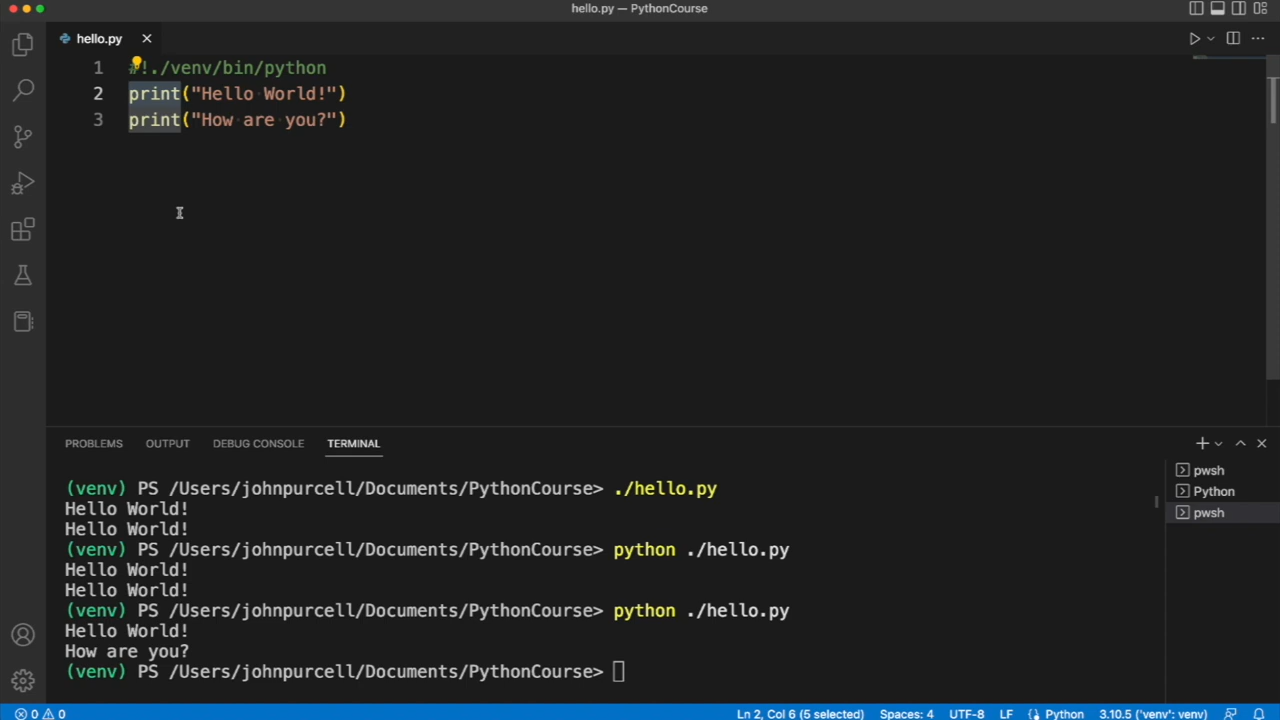 hello.py — PythonCourse
hello.py
1 #!./venv/bin/python
2 print("Hello World!")
3 print("How are you?")
PROBLEMS OUTPUT DEBUG CONSOLE TERMINAL
(venv) PS /Users/johnpurcell/Documents/PythonCourse> ./hello.py
Hello World!
Hello World!
(venv) PS /Users/johnpurcell/Documents/PythonCourse> python ./hello.py
Hello World!
Hello World!
(venv) PS /Users/johnpurcell/Documents/PythonCourse> python ./hello.py
Hello World!
How are you?
(venv) PS /Users/johnpurcell/Documents/PythonCourse>
pwsh
Python
pwsh
0 0 Ln 2, Col 6 (5 selected) Spaces: 4 UTF-8 LF Python 3.10.5 ('venv': venv)